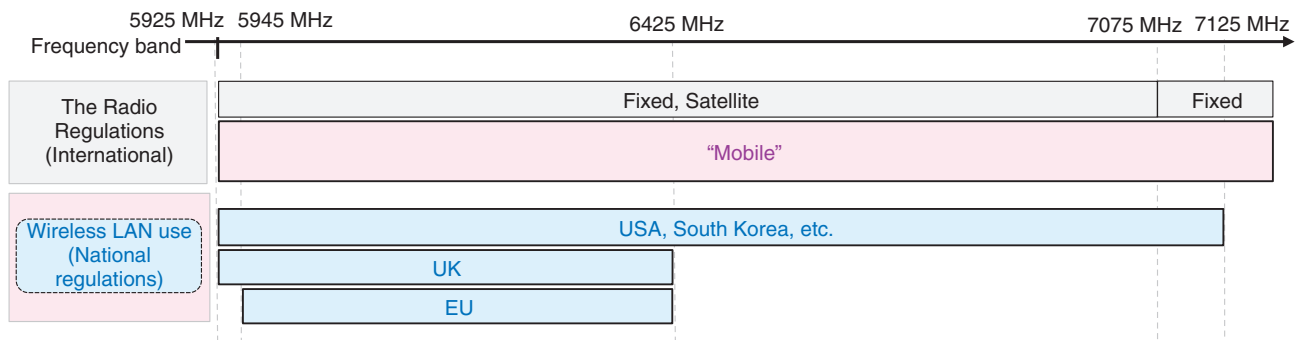 5925 MHz 5945 MHz 6425 MHz 7075 MHz 7125 MHz
Frequency band
The Radio
Regulations
(International)
Fixed, Satellite
Fixed
“Mobile”
Wireless LAN use
(National
regulations)
USA, South Korea, etc.
UK
EU